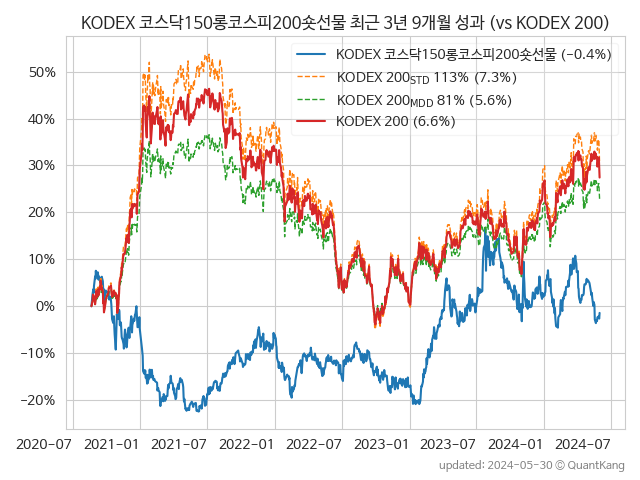 KODEX 코스닥150롱코스피200숏선물 최근 3년 9개월 성과 (vs KODEX 200)
KODEX 코스닥150롱코스피200숏선물 (−0.4%)
KODEX 200STD 113% (7.3%)
KODEX 200MDD 81% (5.6%)
KODEX 200 (6.6%)
50%
40%
30%
20%
10%
0%
−10%
−20%
2020-07
2021-01
2021-07
2022-01
2022-07
2023-01
2023-07
2024-01
2024-07
updated: 2024-05-30 © QuantKang